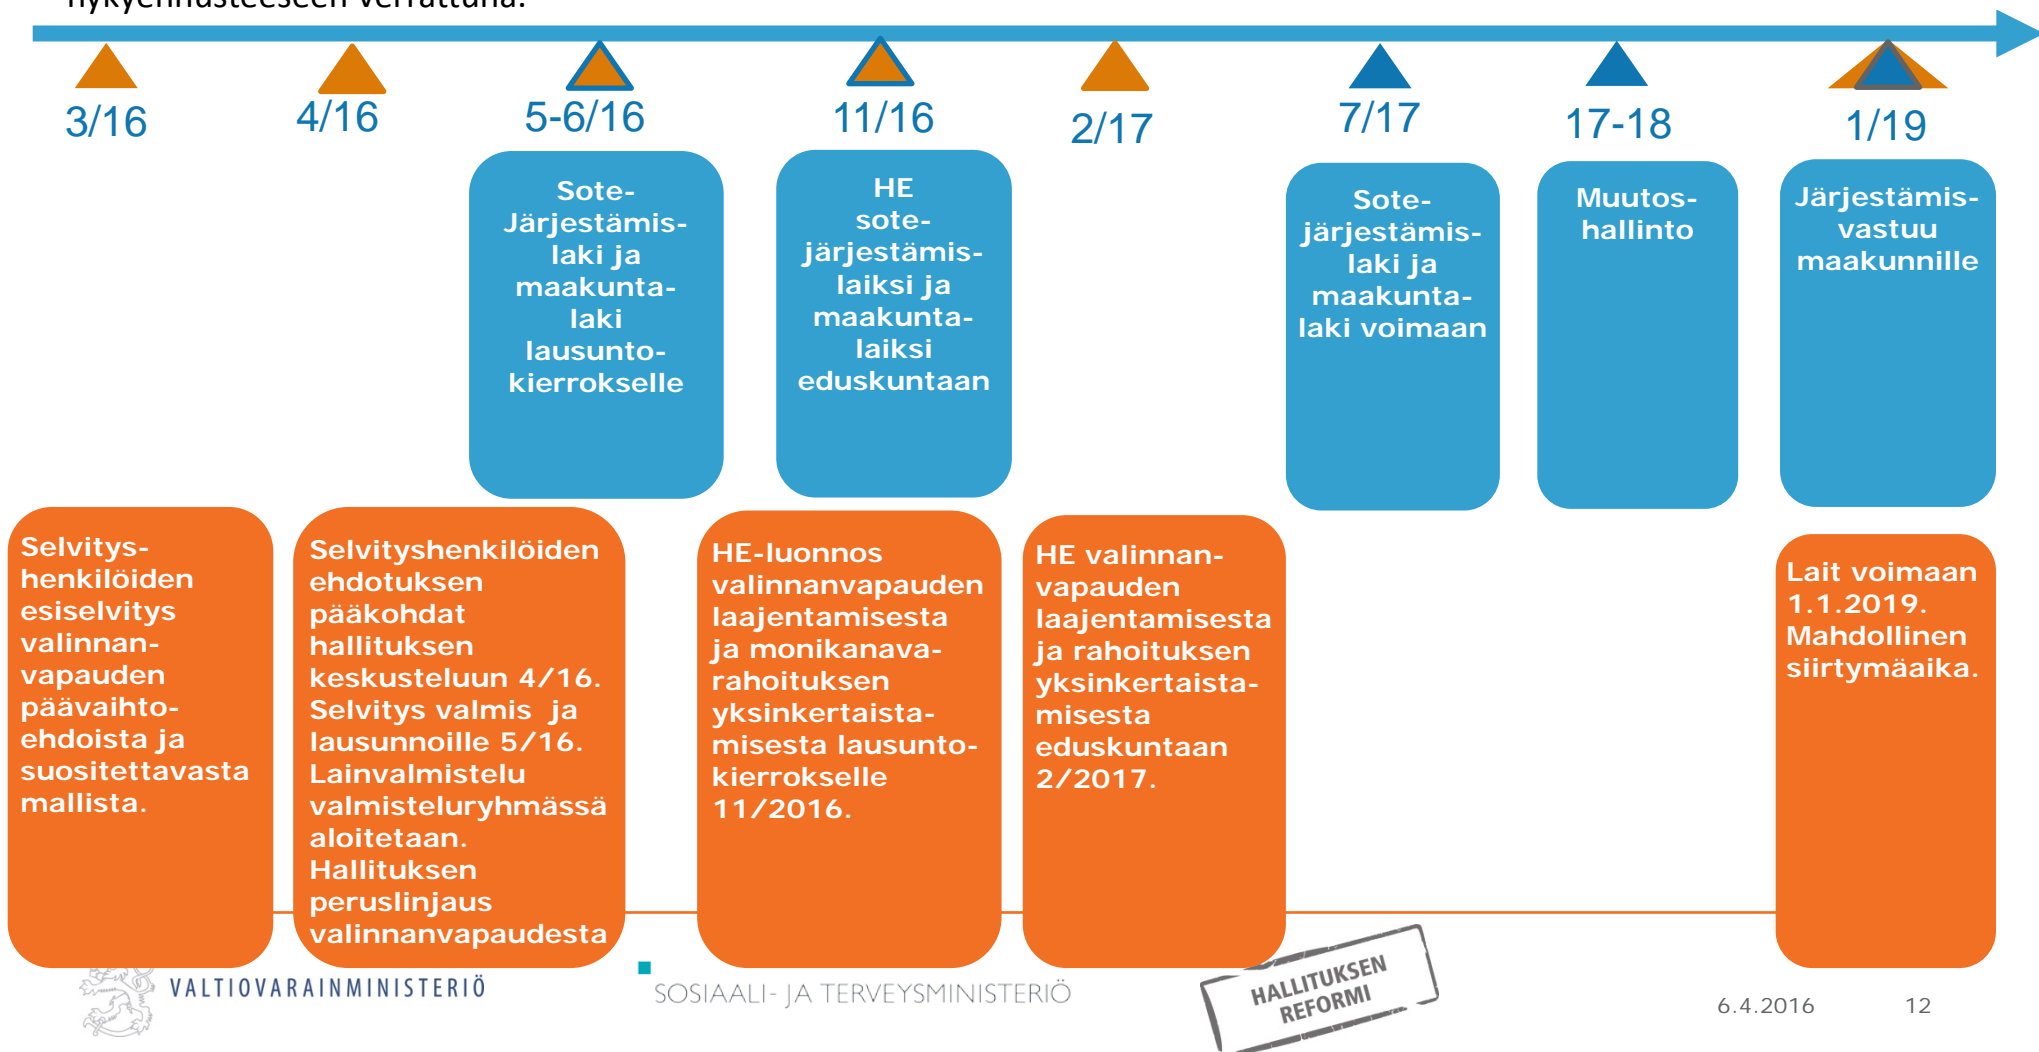 nykyennusteeseen verrattuna.
3/16
4/16
5-6/16
11/16
2/17
7/17
17-18
1/19
Sote-
Järjestämis-
laki ja
maakunta-
laki
lausunto-
kierrokselle
HE
sote-
järjestämis-
laiksi ja
maakunta-
laiksi
eduskuntaan
Sote-
järjestämis-
laki ja
maakunta-
laki voimaan
Muutos-
hallinto
Järjestämis-
vastuu
maakunnille
Selvitys-
henkilöiden
esiselvitys
valinnan-
vapauden
päävaihto-
ehdoista ja
suositettavasta
mallista.
Selvityshenkilöiden
ehdotuksen
pääkohdat
hallituksen
keskusteluun 4/16.
Selvitys valmis ja
lausunnoille 5/16.
Lainvalmistelu
valmisteluryhmässä
aloitetaan.
Hallituksen
peruslinjaus
valinnanvapaudesta
HE-luonnos
valinnanvapauden
laajentamisesta
ja monikanava-
rahoituksen
yksinkertaista-
misesta lausunto-
kierrokselle
11/2016.
HE valinnan-
vapauden
laajentamisesta
ja rahoituksen
yksinkertaista-
misesta
eduskuntaan
2/2017.
Lait voimaan
1.1.2019.
Mahdollinen
siirtymäaika.
VALTIOVARAINMINISTERIÖ
SOSIAALI- JA TERVEYSMINISTERIÖ
HALLITUKSEN
REFORMI
6.4.2016
12